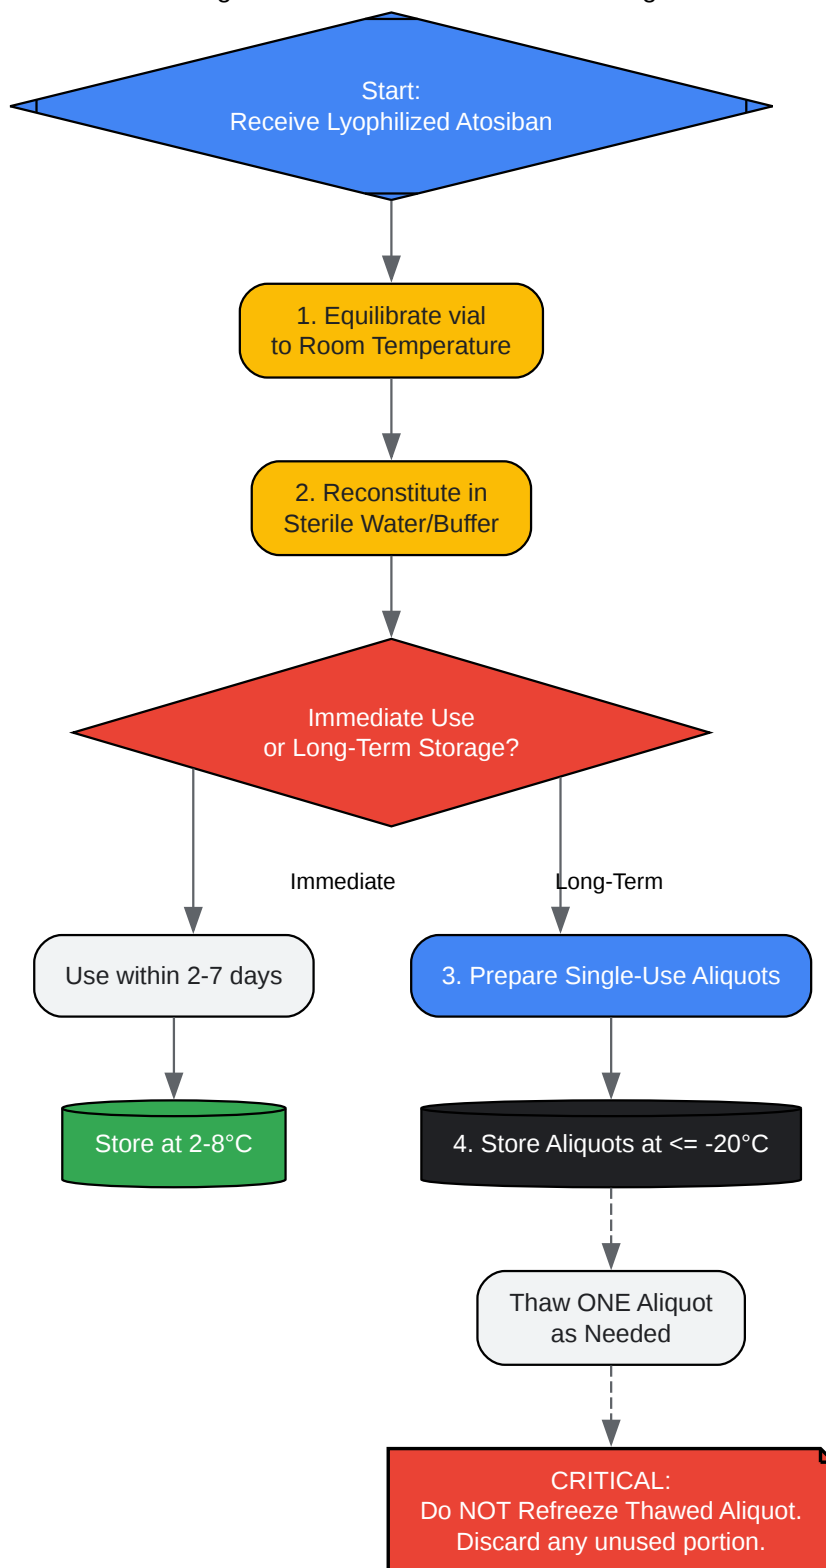 Start:
Receive Lyophilized Atosiban
1. Equilibrate vial
to Room Temperature
2. Reconstitute in
Sterile Water/Buffer
Immediate Use
or Long-Term Storage?
Immediate
Long-Term
Use within 2-7 days
3. Prepare Single-Use Aliquots
Store at 2-8°C
4. Store Aliquots at <= -20°C
Thaw ONE Aliquot
as Needed
CRITICAL:
Do NOT Refreeze Thawed Aliquot.
Discard any unused portion.